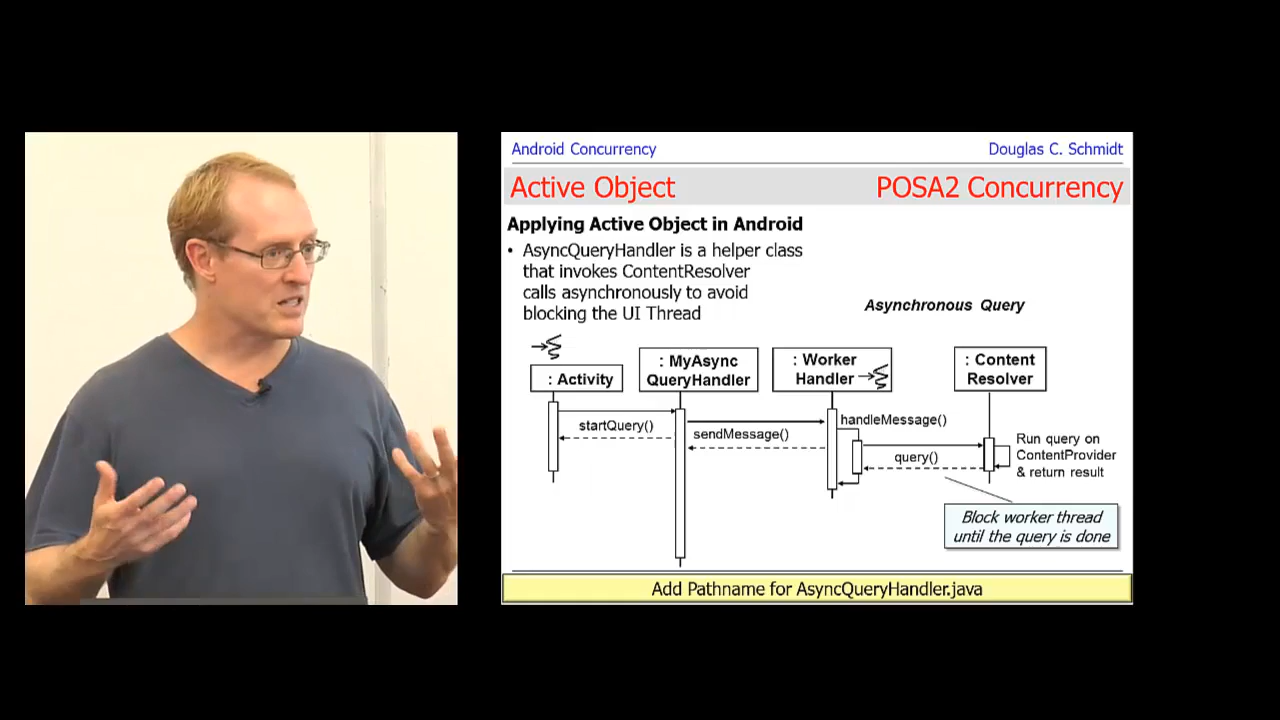 Android Concurrency
Douglas C. Schmidt
Active Object
POSA2 Concurrency
Applying Active Object in Android
• AsyncQueryHandler is a helper class
that invokes ContentResolver
calls asynchronously to avoid
blocking the UI Thread
Asynchronous Query
: Activity
: MyAsync
QueryHandler
: Worker
Handler
: Content
Resolver
startQuery()
sendMessage()
handleMessage()
query()
Run query on
ContentProvider
& return result
Block worker thread
until the query is done
Add Pathname for AsyncQueryHandler.java